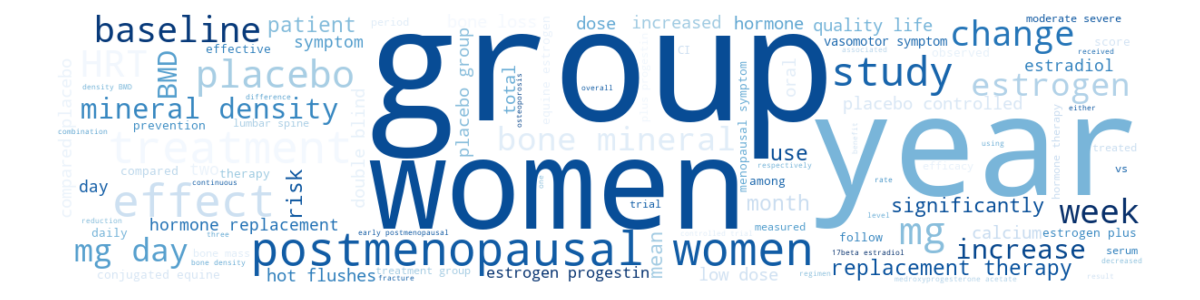 baseline
patient
symptom
effective
period
bone loss
dose
increased
hormone
quality life
moderate severe
vasomotor symptom
change
score
received
associated
observed
CI
HRT
BMD
placebo
density BMD
difference
mineral density
prevention
lumbar spine
combination
compared placebo
group
placebo group
total
osteoporosis
overall
equine estrogen
oral
menopausal symptom
study
estradiol
estrogen
placebo controlled
either
hormone therapy
benefit
using
treated
treatment
double blind
bone mineral
women
year
compared
two
therapy
continuous
day
effect
risk
use
among
respectively
rate
efficacy
vs
month
significantly
week
one
trial
level
measured
reduction
daily
three
hormone replacement
early postmenopausal
mg day
bone mass
bone density
postmenopausal
women
mean
follow
mg
calcium
estrogen plus
increase
serum
decreased
17beta estradiol
conjugated equine
hot flushes
treatment group
fracture
estrogen progestin
low dose
regimen
replacement therapy
medroxyprogesterone acetate
result